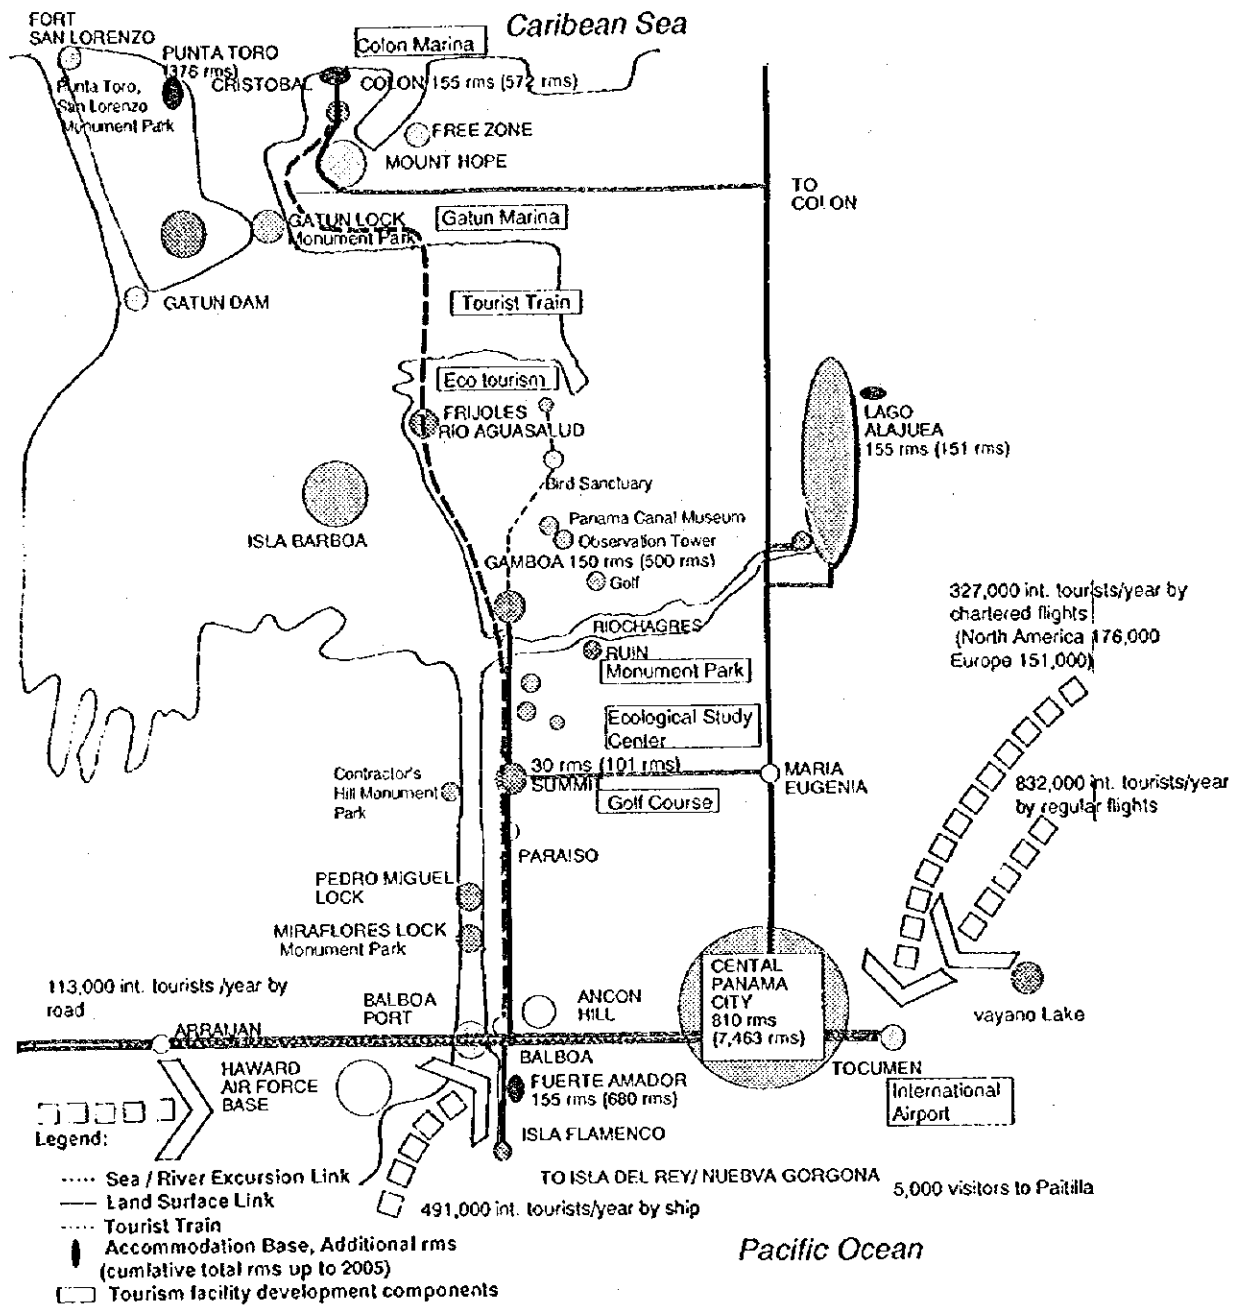 Caribean Sea
FORT
SAN LORENZO
PUNTA TORO
(376 rms)
Colon Marina
CRISTOBAL
COLON 155 rms (572 rms)
Punta Toro,
San Lorenzo
Monument Park
FREE ZONE
MOUNT HOPE
TO
COLON
GATUN LOCK
Monument Park
Gatun Marina
GATUN DAM
Tourist Train
Eco tourism
FRIJOLES
RIO AGUASALUD
LAGO
ALAJUEA
155 rms (151 rms)
Bird Sanctuary
Panama Canal Museum
Observation Tower
ISLA BARBOA
GAMBOA 150 rms (500 rms)
Golf
327,000 int. tourists/year by
chartered flights
(North America 176,000
Europe 151,000)
RIOCHAGRES
RUIN
Monument Park
Ecological Study
Center
30 rms (101 rms)
SUMMIT
Golf Course
MARIA
EUGENIA
Contractor's
Hill Monument
Park
832,000 int. tourists/year
by regular flights
PARAISO
PEDRO MIGUEL
LOCK
MIRAFLORES LOCK
Monument Park
CENTAL
PANAMA
CITY
810 rms
(7,463 rms)
113,000 int. tourists /year by
road
BALBOA
PORT
ANCON
HILL
vayano Lake
ARRAIJAN
BALBOA
TOCUMEN
HAWARD
AIR FORCE
BASE
FUERTE AMADOR
155 rms (680 rms)
International
Airport
ISLA FLAMENCO
Legend:
TO ISLA DEL REY/ NUEBVA GORGONA
5,000 visitors to Paitilla
491,000 int. tourists/year by ship
Sea / River Excursion Link
Land Surface Link
Tourist Train
Accommodation Base, Additional rms
(cumlative total rms up to 2005)
Tourism facility development components
Pacific Ocean